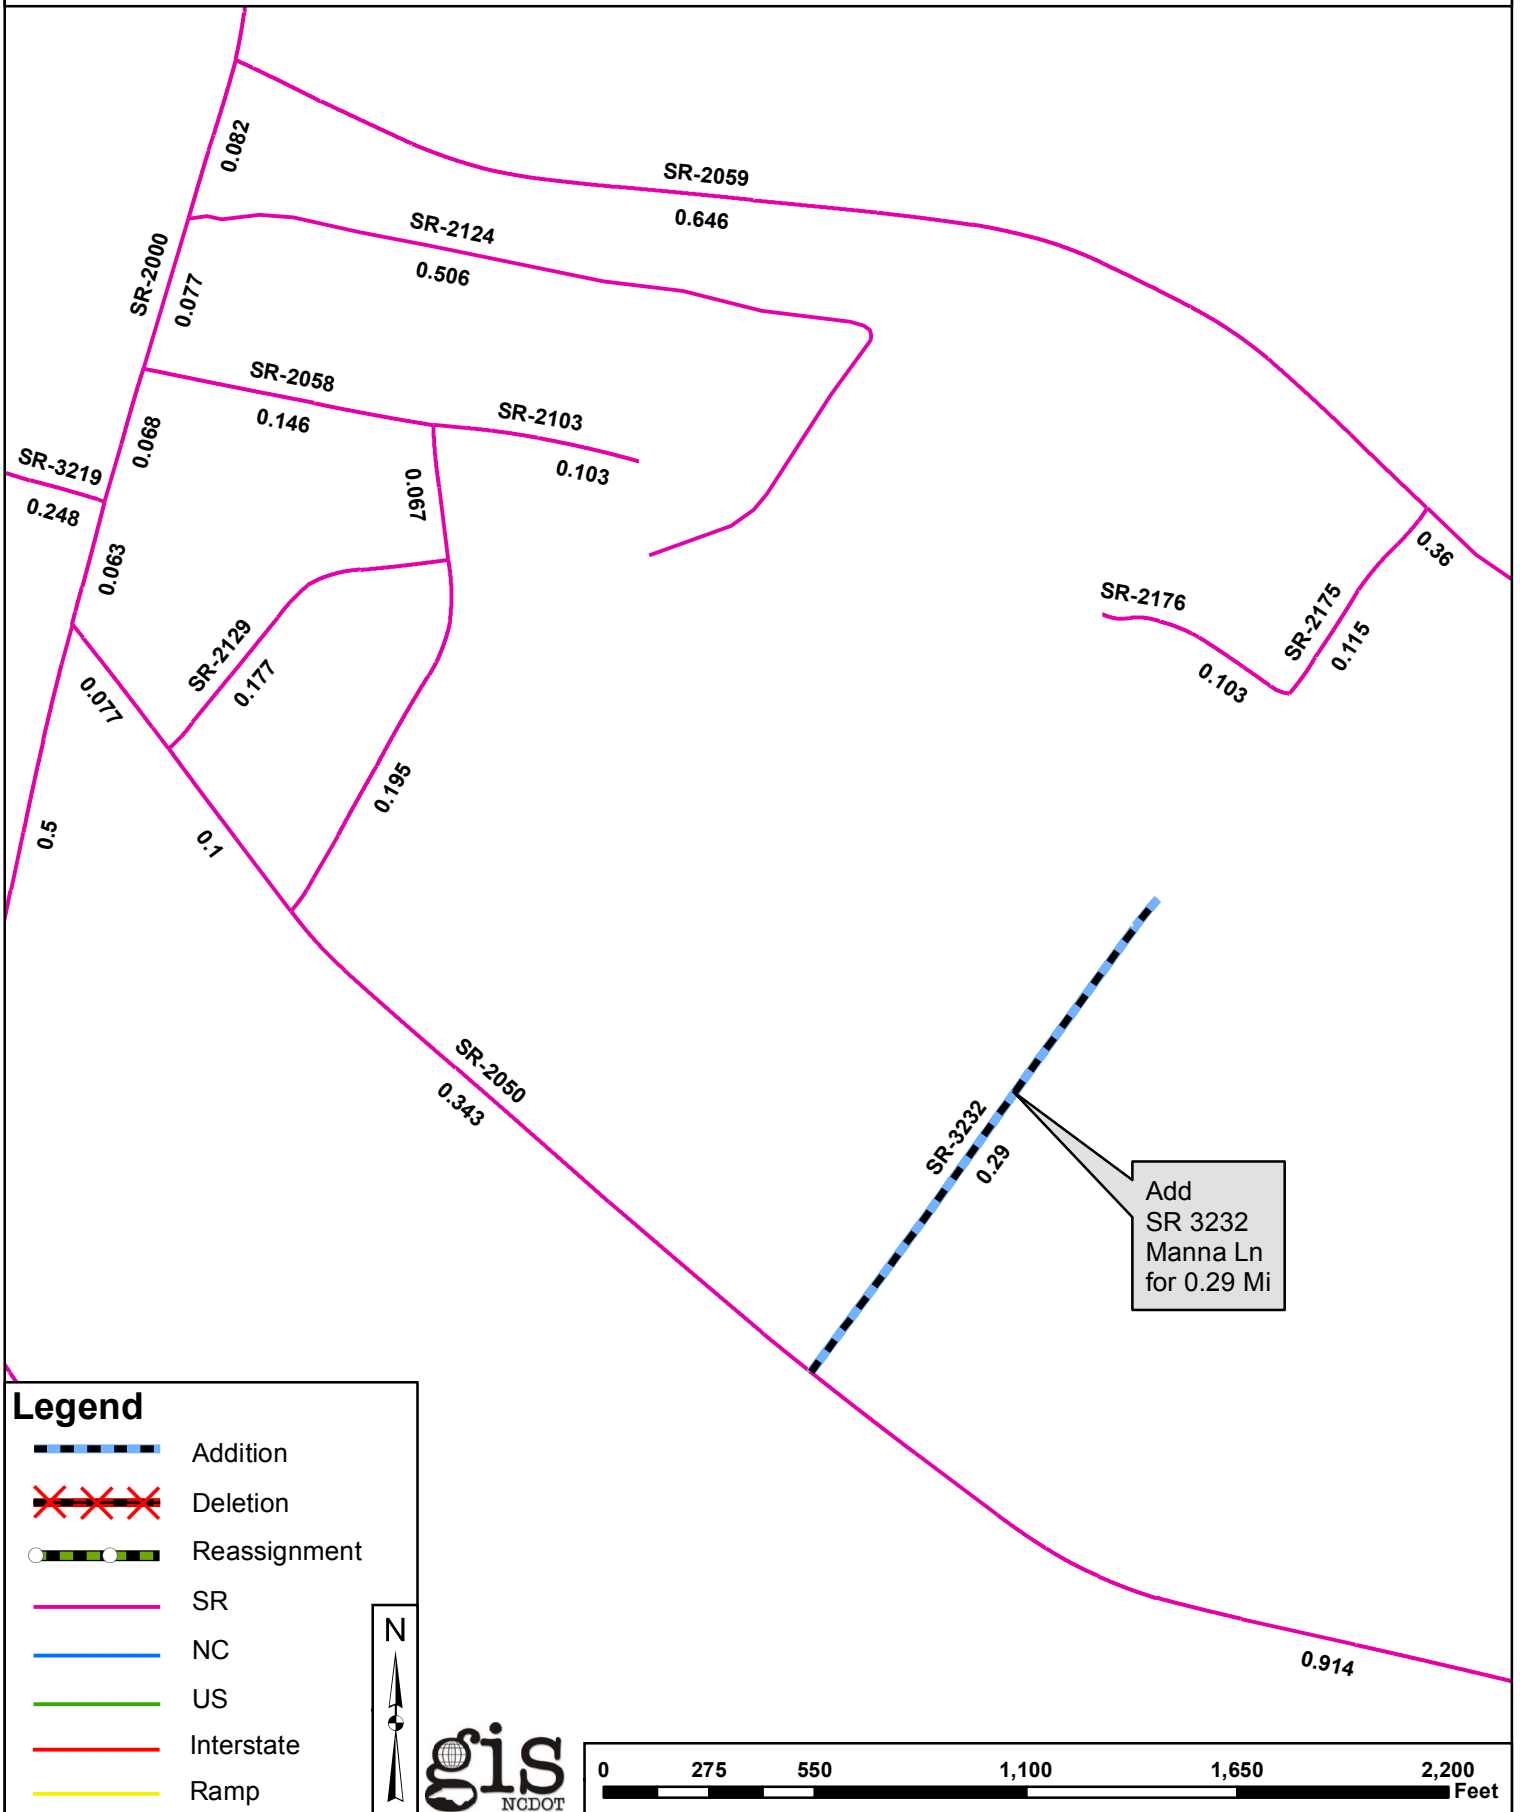 0.082
SR-2059
0.646
SR-2124
0.506
SR-2000
0.077
SR-2058
0.146
SR-2103
0.103
0.068
SR-3219
0.248
0.067
0.063
0.36
SR-2176
0.103
SR-2175
0.115
SR-2129
0.177
0.077
0.195
0.5
0.1
SR-2050
0.343
SR-3232
0.29
Add
SR 3232
Manna Ln
for 0.29 Mi
0.914
Legend
Addition
Deletion
Reassignment
SR
NC
US
Interstate
Ramp
N
gis
NCDOT
0 275 550 1,100 1,650 2,200
Feet